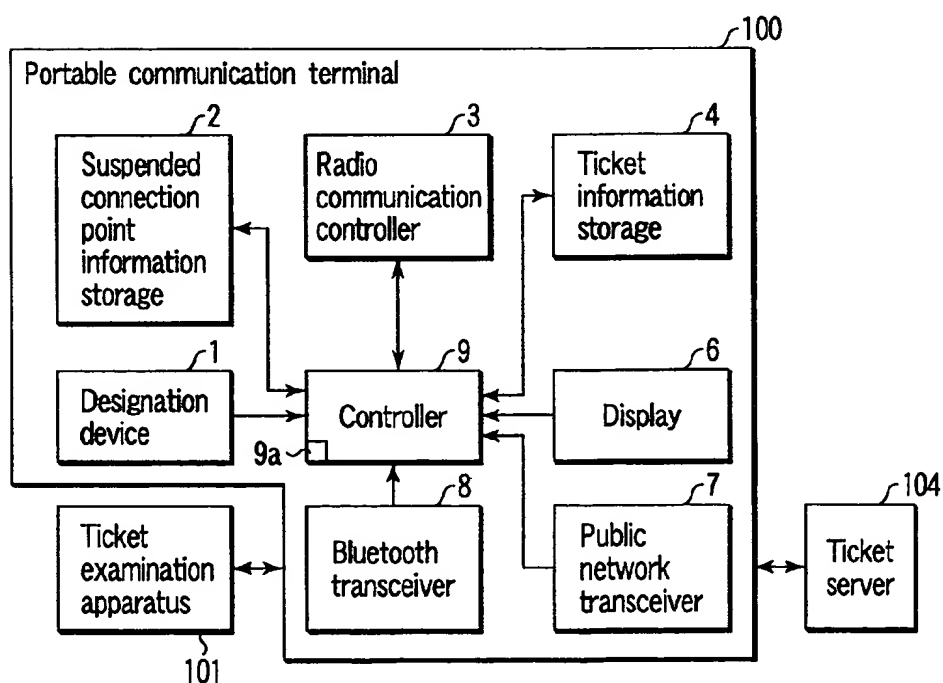 100
Portable communication terminal
2
Suspended
connection
point
information
storage
3
Radio
communication
controller
4
Ticket
information
storage
1
Designation
device
9
Controller
9a
6
Display
Ticket
examination
apparatus
101
8
Bluetooth
transceiver
7
Public
network
transceiver
104
Ticket
server